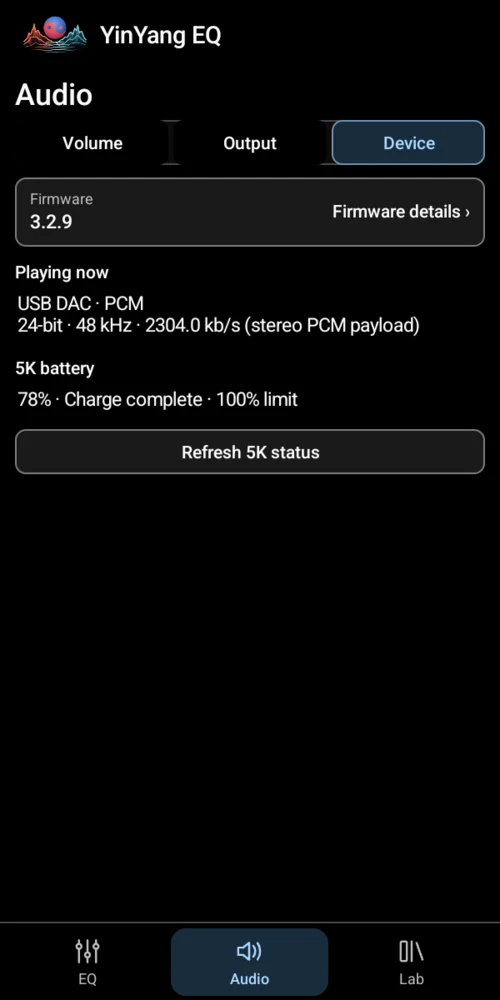 YinYang EQ
Audio
Volume
Output
Device
Firmware
3.2.9
Firmware details ›
Playing now
USB DAC · PCM
24-bit · 48 kHz · 2304.0 kb/s (stereo PCM payload)
5K battery
78% · Charge complete · 100% limit
Refresh 5K status
EQ
Audio
Lab